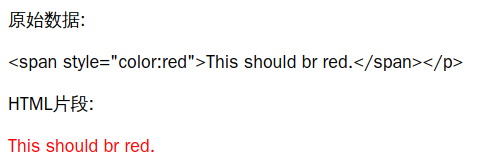 原始数据:
<span style="color:red">This should br red.</span></p>
HTML片段:
This should br red.